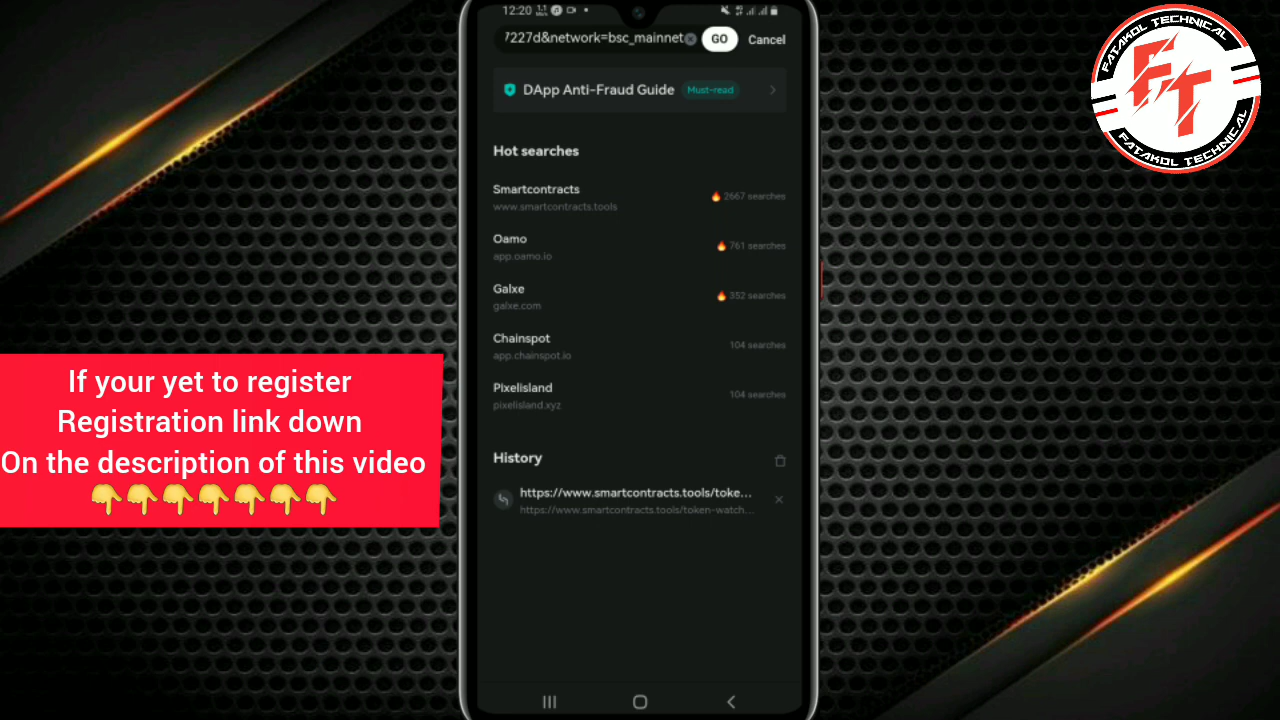 12:20
1.1
7227d&network=bsc_mainnet
GO
Cancel
DApp Anti-Fraud Guide
Must-read
Hot searches
Smartcontracts
www.smartcontracts.tools
🔥 2667 searches
Oamo
app.oamo.io
🔥 761 searches
Galxe
galxe.com
🔥 352 searches
Chainspot
app.chainspot.io
104 searches
Pixelisland
pixelisland.xyz
104 searches
History
https://www.smartcontracts.tools/toke...
https://www.smartcontracts.tools/token-watch...
If your yet to register
Registration link down
On the description of this video
👇👇👇👇👇👇👇
FATAKOL TECHNICAL
FT
FATAKOL TECHNICAL